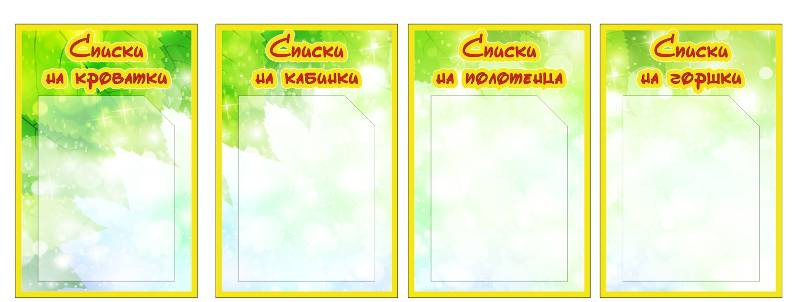 Списки
на кроватки
Списки
на кабинки
Списки
на полотенца
Списки
на горшки